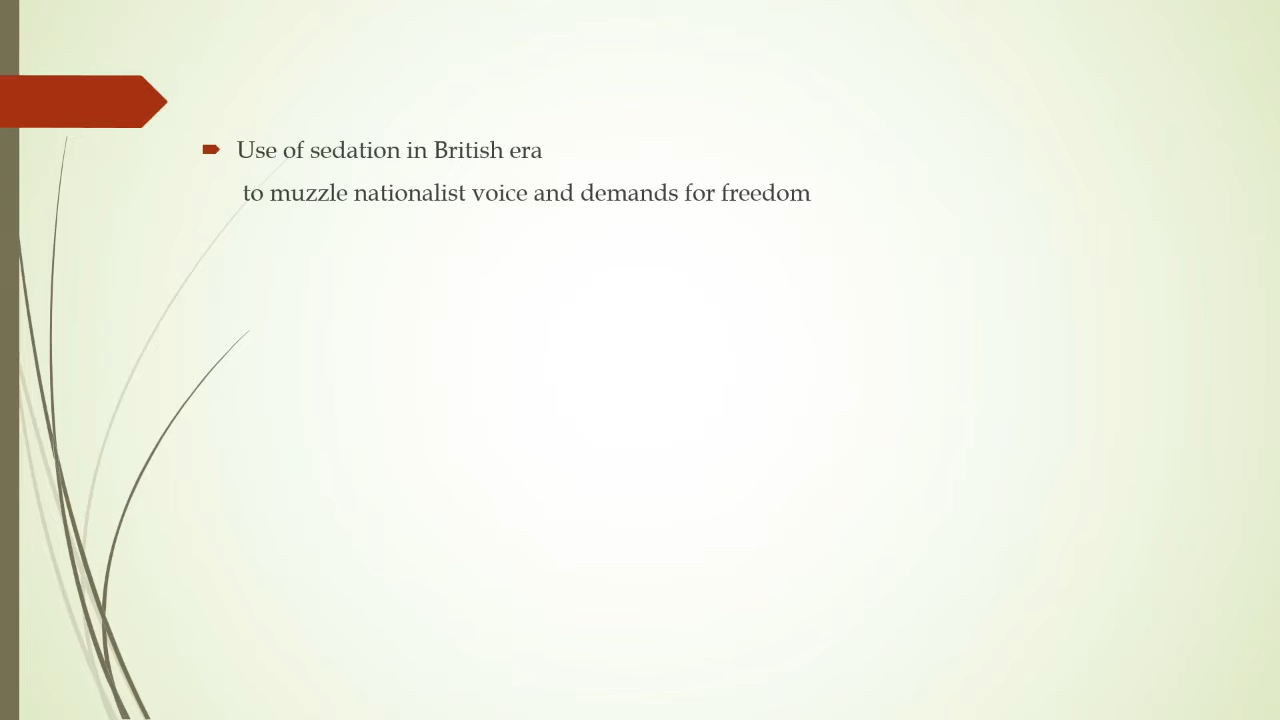 Use of sedation in British era
to muzzle nationalist voice and demands for freedom